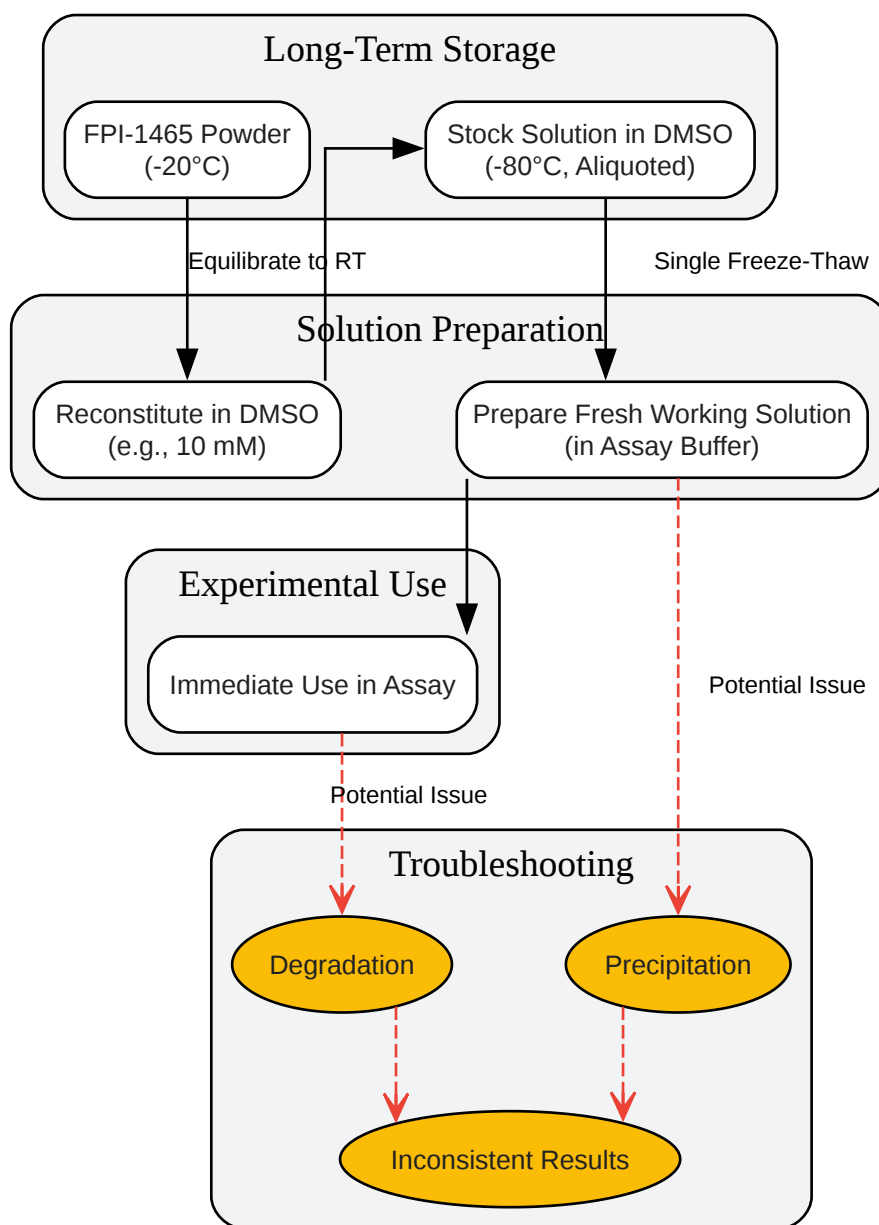 Long-Term Storage
FPI-1465 Powder
(-20°C)
Stock Solution in DMSO
(-80°C, Aliquoted)
Equilibrate to RT
Single Freeze-Thaw
Solution Preparation
Reconstitute in DMSO
(e.g., 10 mM)
Prepare Fresh Working Solution
(in Assay Buffer)
Experimental Use
Immediate Use in Assay
Potential Issue
Potential Issue
Troubleshooting
Degradation
Precipitation
Inconsistent Results